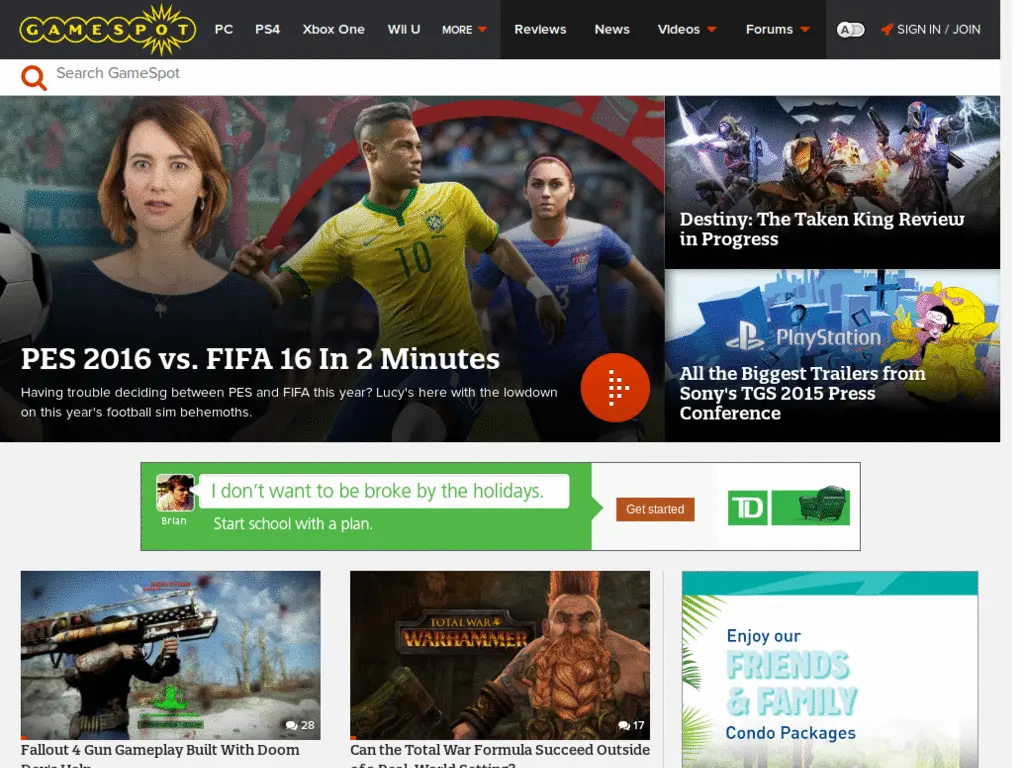 GAMESPOT
PC PS4 Xbox One Wii U MORE Reviews News Videos Forums A SIGN IN / JOIN
Search GameSpot
10
3
PES 2016 vs. FIFA 16 In 2 Minutes
Having trouble deciding between PES and FIFA this year? Lucy's here with the lowdown
on this year's football sim behemoths.
Destiny: The Taken King Review
in Progress
PlayStation
All the Biggest Trailers from
Sony's TGS 2015 Press
Conference
I don't want to be broke by the holidays.
Brian
Start school with a plan.
Get started
TD
28
Fallout 4 Gun Gameplay Built With Doom
TOTAL WAR
WARHAMMER
17
Can the Total War Formula Succeed Outside
of a Real-World Setting?
Enjoy our
FRIENDS
& FAMILY
Condo Packages